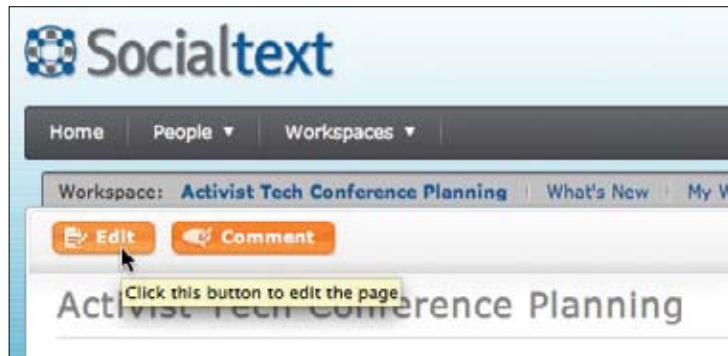 Socialtext
Home People ▼ Workspaces ▼
Workspace: Activist Tech Conference Planning What's New My
Edit Comment
Click this button to edit the page
Activist Tech Conference Planning